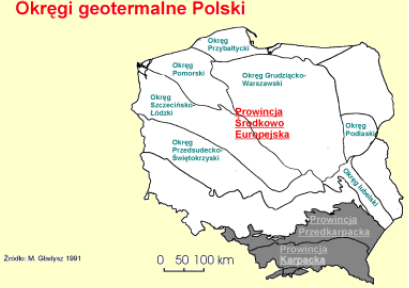 Okręgi geotermalne Polski
Okręg
Przybałtycki
Okręg
Pomorski
Okręg Grudziącko-
Warszawski
Okręg
Szczecińsko-
Łódzki
Prowincja
Środkowo
Europejska
Okręg
Podlaski
Okręg
Przedsudecko-
Świętokrzyski
Okręg lubelski
Prowincja
Przedkarpacka
Prowincja
Karpacka
Źródło: M. Gładysz 1991
0 50 100 km